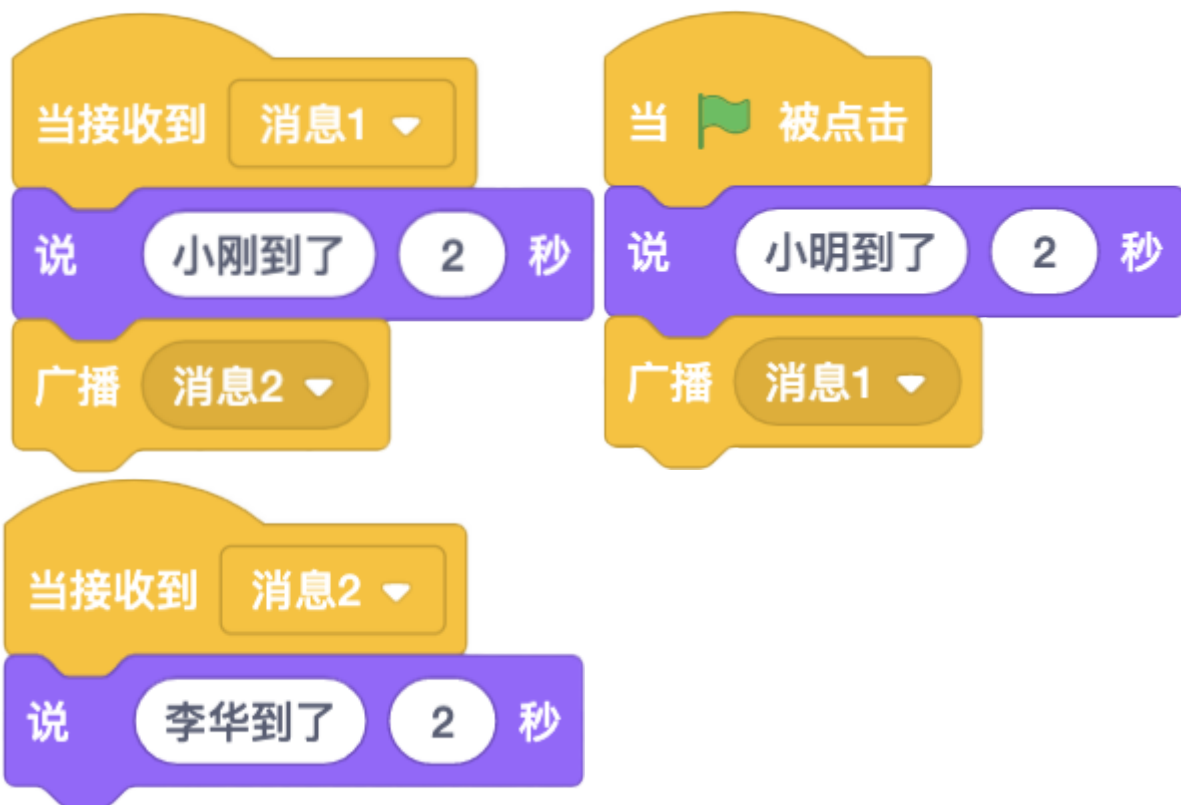 当接收到 消息1
说 小刚到了 2 秒
广播 消息2
当 被点击
说 小明到了 2 秒
广播 消息1
当接收到 消息2
说 李华到了 2 秒